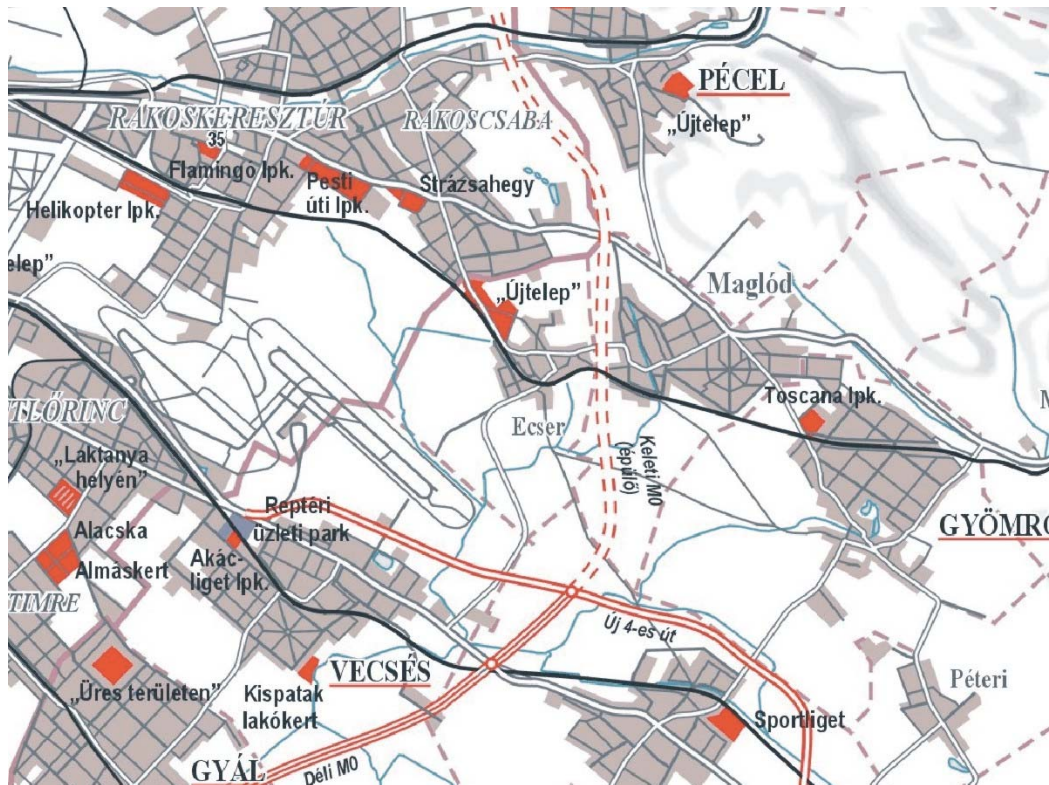 PÉCEL
„Újtelep”
RÁKOSKERESZTÚR
RÁKOSCSABA
35
Flamingó lpk.
Pesti
úti lpk.
Strázsahegy
Helikopter lpk.
elep”
„Újtelep”
Maglód
Toscana lpk.
TLŐRINC
Ecser
Keleti M0
(épülő)
„Laktanya
helyén”
Reptéri
üzleti park
GYÖMRŐ
Alacska
Akác-
liget lpk.
Almáskert
TIMRE
Új 4-es út
„Üres területen”
Kispatak
lakókert
VECSÉS
Péteri
Sportliget
GYÁL
Déli M0